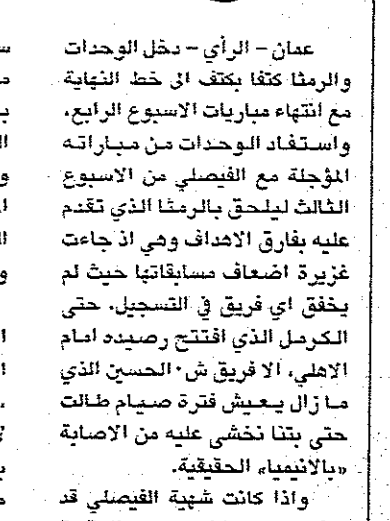 عمان - الرأي - دخل الوحدات
والرمثا كتفا بكتف الى خط النهاية
مع انتهاء مباريات الاسبوع الرابع،
واستفاد الوحدات من مباراته
المؤجلة مع الفيصلي من الاسبوع
الثالث ليلحق بالرمثا الذي تقدم
عليه بفارق الاهداف وهي اذ جاءت
غزيرة اضعاف مسابقاتها حيث لم
يخفق اي فريق في التسجيل، حتى
الكرمل الذي افتتح رصيده امام
الاهلي، الا فريق ش٠ الحسين الذي
ما زال يعيش فترة صيام طالت
حتى بتنا نخشى عليه من الاصابة
«بالانيميا» الحقيقية.
واذا كانت شهية الفيصلي قد